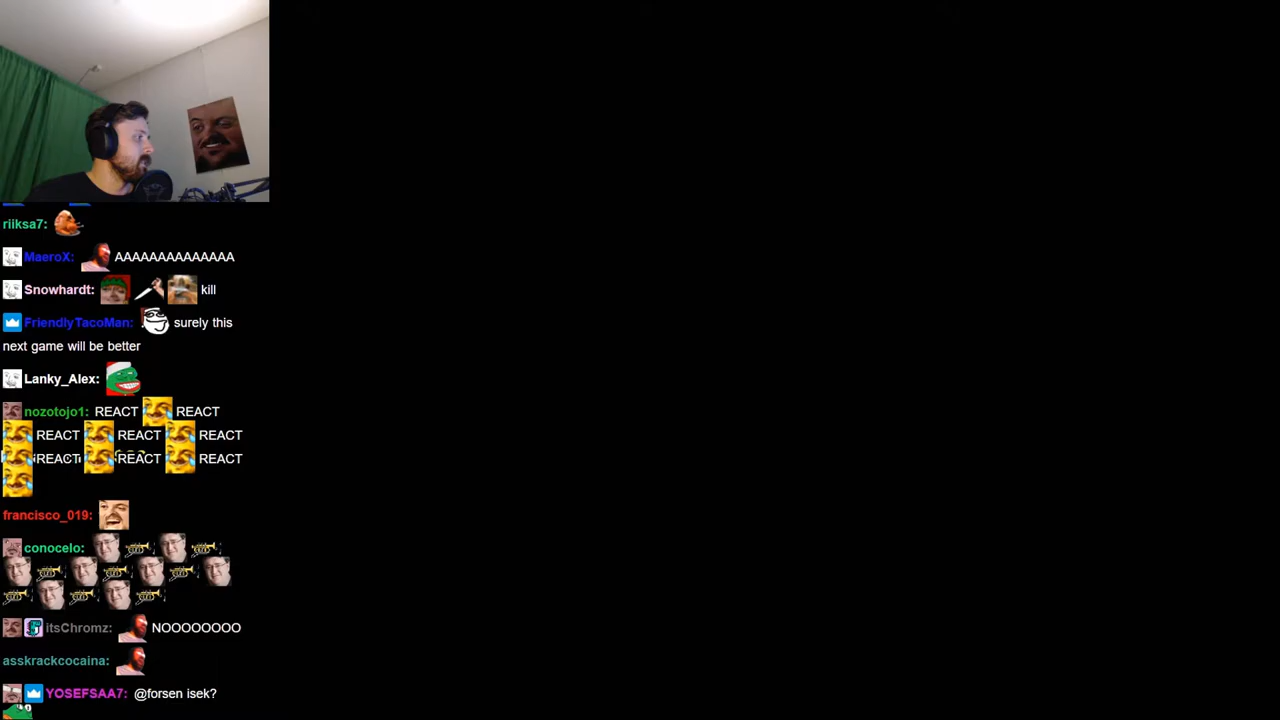 riiksa7:
MaeroX: AAAAAAAAAAAAAA
Snowhardt: kill
FriendlyTacoMan: surely this
next game will be better
Lanky_Alex:
nozotojo1: REACT REACT
REACT REACT REACT
REACT REACT REACT
francisco_019:
conocelo:
itsChromz: NOOOOOOOO
asskrackcocaina:
YOSEFSAA7: @forsen isek?